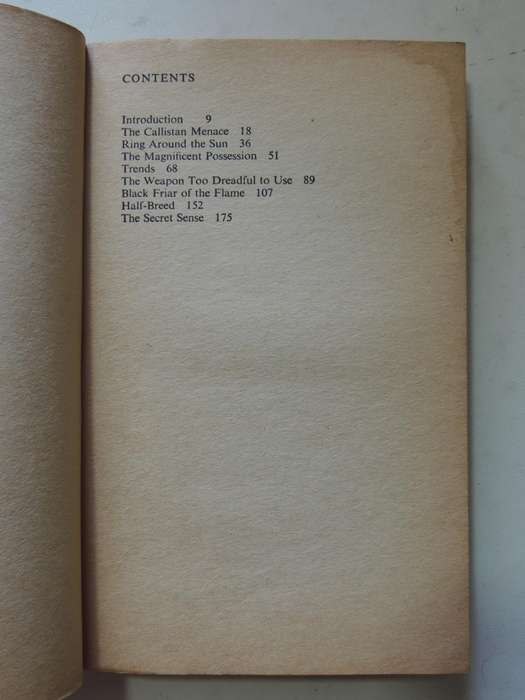 CONTENTS
Introduction 9
The Callistan Menace 18
Ring Around the Sun 36
The Magnificent Possession 51
Trends 68
The Weapon Too Dreadful to Use 89
Black Friar of the Flame 107
Half-Breed 152
The Secret Sense 175